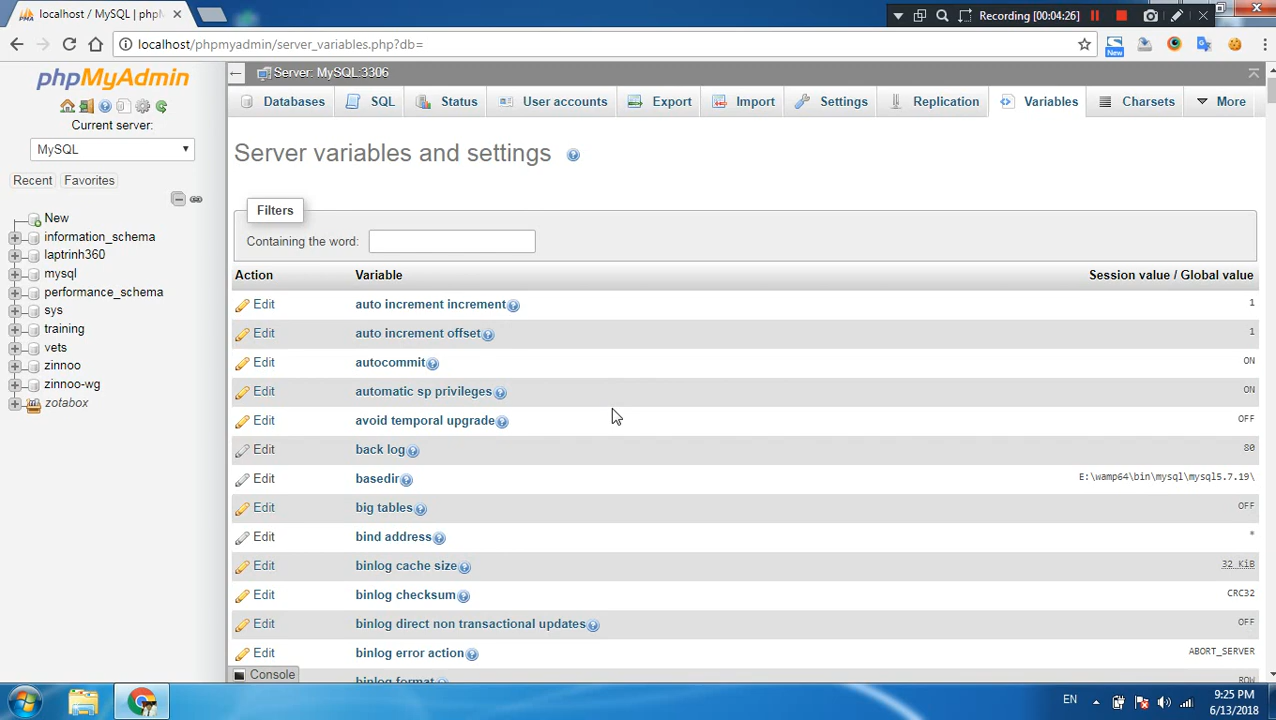 localhost / MySQL | phpM
Recording [00:04:26]
localhost/phpmyadmin/server_variables.php?db=
New
phpMyAdmin
Current server:
MySQL
Recent Favorites
New
information_schema
laptrinh360
mysql
performance_schema
sys
training
vets
zinnoo
zinnoo-wg
zotabox
Server: MySQL:3306
Databases SQL Status User accounts Export Import Settings Replication Variables Charsets More
Server variables and settings
Filters
Containing the word:
Action Variable Session value / Global value
Edit auto increment increment 1
Edit auto increment offset 1
Edit autocommit ON
Edit automatic sp privileges ON
Edit avoid temporal upgrade OFF
Edit back log 80
Edit basedir E:\wamp64\bin\mysql\mysql5.7.19\
Edit big tables OFF
Edit bind address *
Edit binlog cache size 32 KiB
Edit binlog checksum CRC32
Edit binlog direct non transactional updates OFF
Edit binlog error action ABORT_SERVER
binlog format ROW
Console
EN
9:25 PM
6/13/2018